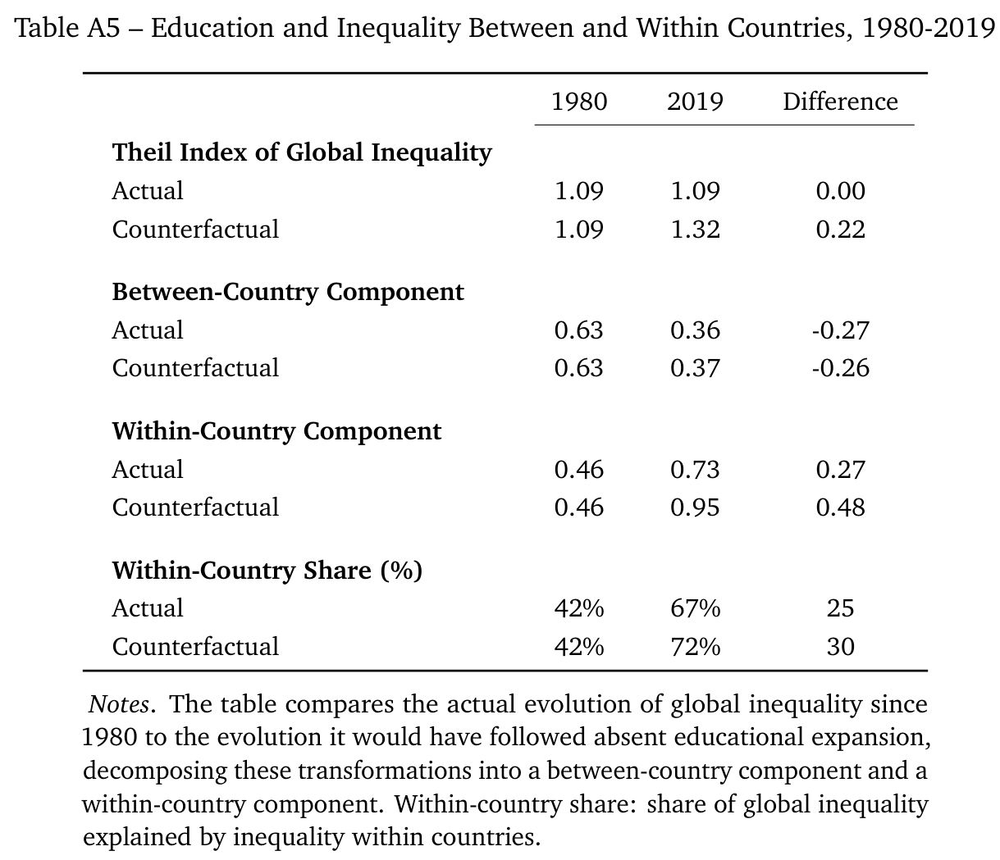 Table A5 – Education and Inequality Between and Within Countries, 1980-2019
1980 2019 Difference
Theil Index of Global Inequality
Actual 1.09 1.09 0.00
Counterfactual 1.09 1.32 0.22
Between-Country Component
Actual 0.63 0.36 -0.27
Counterfactual 0.63 0.37 -0.26
Within-Country Component
Actual 0.46 0.73 0.27
Counterfactual 0.46 0.95 0.48
Within-Country Share (%)
Actual 42% 67% 25
Counterfactual 42% 72% 30
Notes. The table compares the actual evolution of global inequality since
1980 to the evolution it would have followed absent educational expansion,
decomposing these transformations into a between-country component and a
within-country component. Within-country share: share of global inequality
explained by inequality within countries.